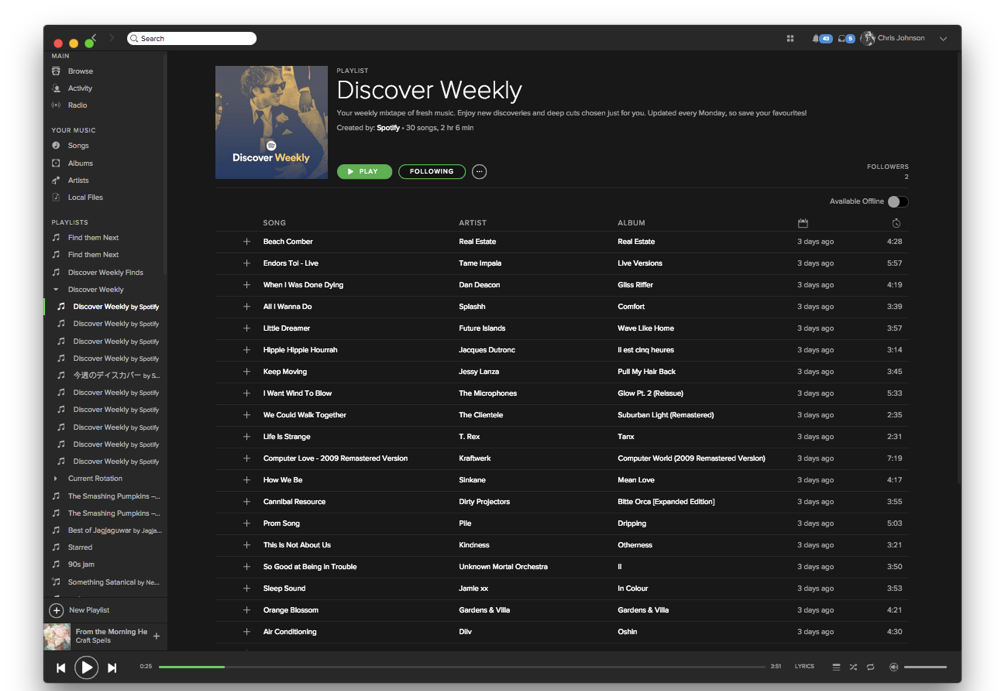 Search
43
5
Chris Johnson
MAIN
Browse
Activity
Radio
YOUR MUSIC
Songs
Albums
Artists
Local Files
PLAYLISTS
Find them Next
Find them Next
Discover Weekly Finds
Discover Weekly
Discover Weekly by Spotify
Discover Weekly by Spotify
Discover Weekly by Spotify
Discover Weekly by Spotify
今週のディスカバー by S...
Discover Weekly by Spotify
Discover Weekly by Spotify
Discover Weekly by Spotify
Discover Weekly by Spotify
Discover Weekly by Spotify
Current Rotation
The Smashing Pumpkins –...
The Smashing Pumpkins –...
Best of Jagjaguwar by Jagja...
Starred
90s jam
Something Satanical by Ne...
New Playlist
From the Morning He
Craft Spells
Discover Weekly
PLAYLIST
Discover Weekly
Your weekly mixtape of fresh music. Enjoy new discoveries and deep cuts chosen just for you. Updated every Monday, so save your favourites!
Created by: Spotify • 30 songs, 2 hr 6 min
PLAY FOLLOWING
FOLLOWERS
2
Available Offline
SONG ARTIST ALBUM
Beach Comber Real Estate Real Estate 3 days ago 4:28
Endors Toi - Live Tame Impala Live Versions 3 days ago 5:57
When I Was Done Dying Dan Deacon Gliss Riffer 3 days ago 4:19
All I Wanna Do Splashh Comfort 3 days ago 3:39
Little Dreamer Future Islands Wave Like Home 3 days ago 3:57
Hippie Hippie Hourrah Jacques Dutronc Il est cinq heures 3 days ago 3:14
Keep Moving Jessy Lanza Pull My Hair Back 3 days ago 3:45
I Want Wind To Blow The Microphones Glow Pt. 2 (Reissue) 3 days ago 5:33
We Could Walk Together The Clientele Suburban Light (Remastered) 3 days ago 2:35
Life Is Strange T. Rex Tanx 3 days ago 2:31
Computer Love - 2009 Remastered Version Kraftwerk Computer World (2009 Remastered Version) 3 days ago 7:19
How We Be Sinkane Mean Love 3 days ago 4:17
Cannibal Resource Dirty Projectors Bitte Orca [Expanded Edition] 3 days ago 3:55
Prom Song Pile Dripping 3 days ago 5:03
This Is Not About Us Kindness Otherness 3 days ago 3:21
So Good at Being in Trouble Unknown Mortal Orchestra II 3 days ago 3:50
Sleep Sound Jamie xx In Colour 3 days ago 3:53
Orange Blossom Gardens & Villa Gardens & Villa 3 days ago 4:21
Air Conditioning Diiv Oshin 3 days ago 4:30
0:25
3:51
LYRICS